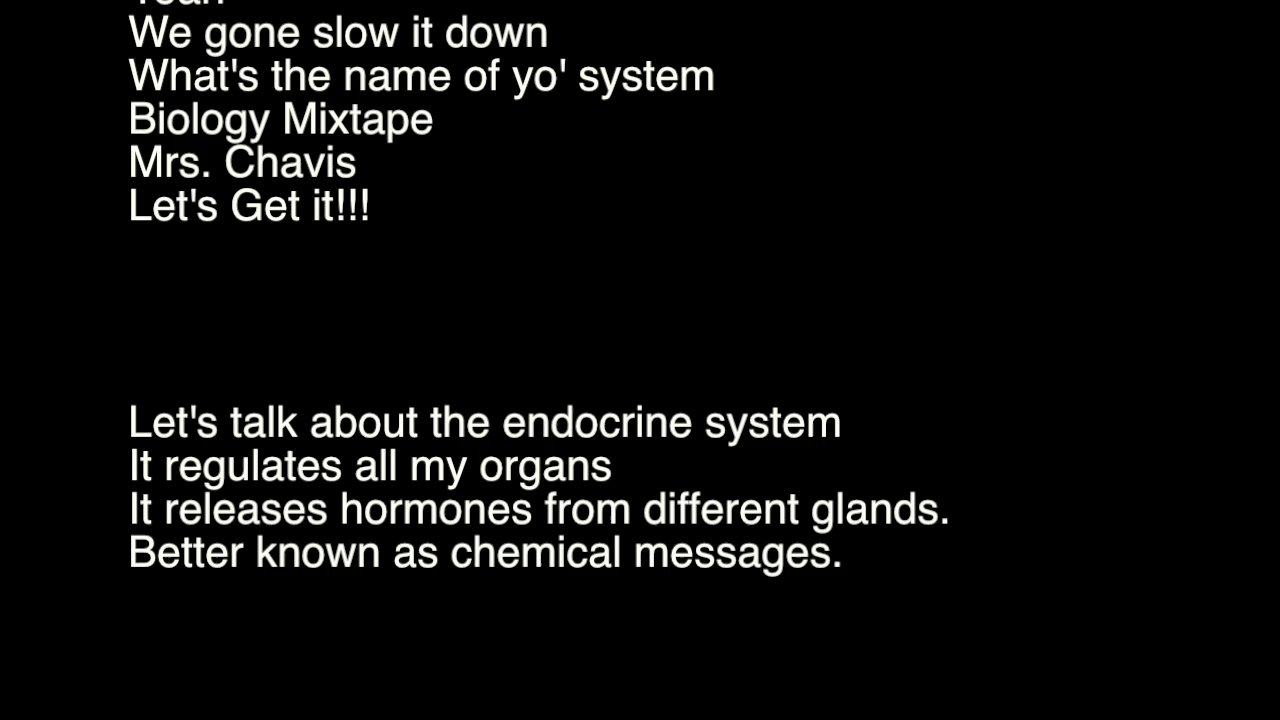 Yeah
We gone slow it down
What's the name of yo' system
Biology Mixtape
Mrs. Chavis
Let's Get it!!!
Let's talk about the endocrine system
It regulates all my organs
It releases hormones from different glands.
Better known as chemical messages.